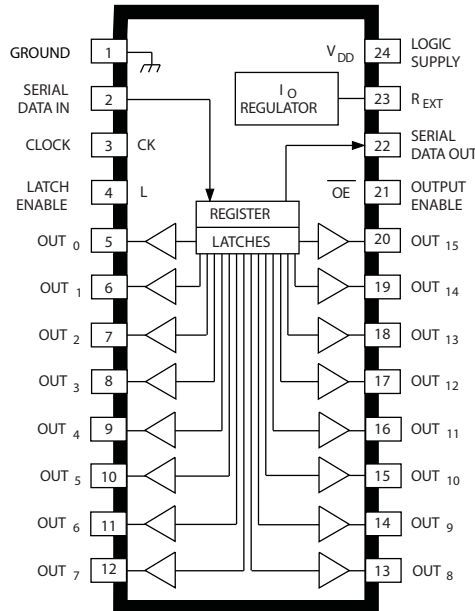 GROUND 1 V DD 24 LOGIC SUPPLY
SERIAL DATA IN 2 I O REGULATOR 23 R EXT
CLOCK 3 CK 22 SERIAL DATA OUT
LATCH ENABLE 4 L OE 21 OUTPUT ENABLE
REGISTER
LATCHES
OUT 0 5 20 OUT 15
OUT 1 6 19 OUT 14
OUT 2 7 18 OUT 13
OUT 3 8 17 OUT 12
OUT 4 9 16 OUT 11
OUT 5 10 15 OUT 10
OUT 6 11 14 OUT 9
OUT 7 12 13 OUT 8